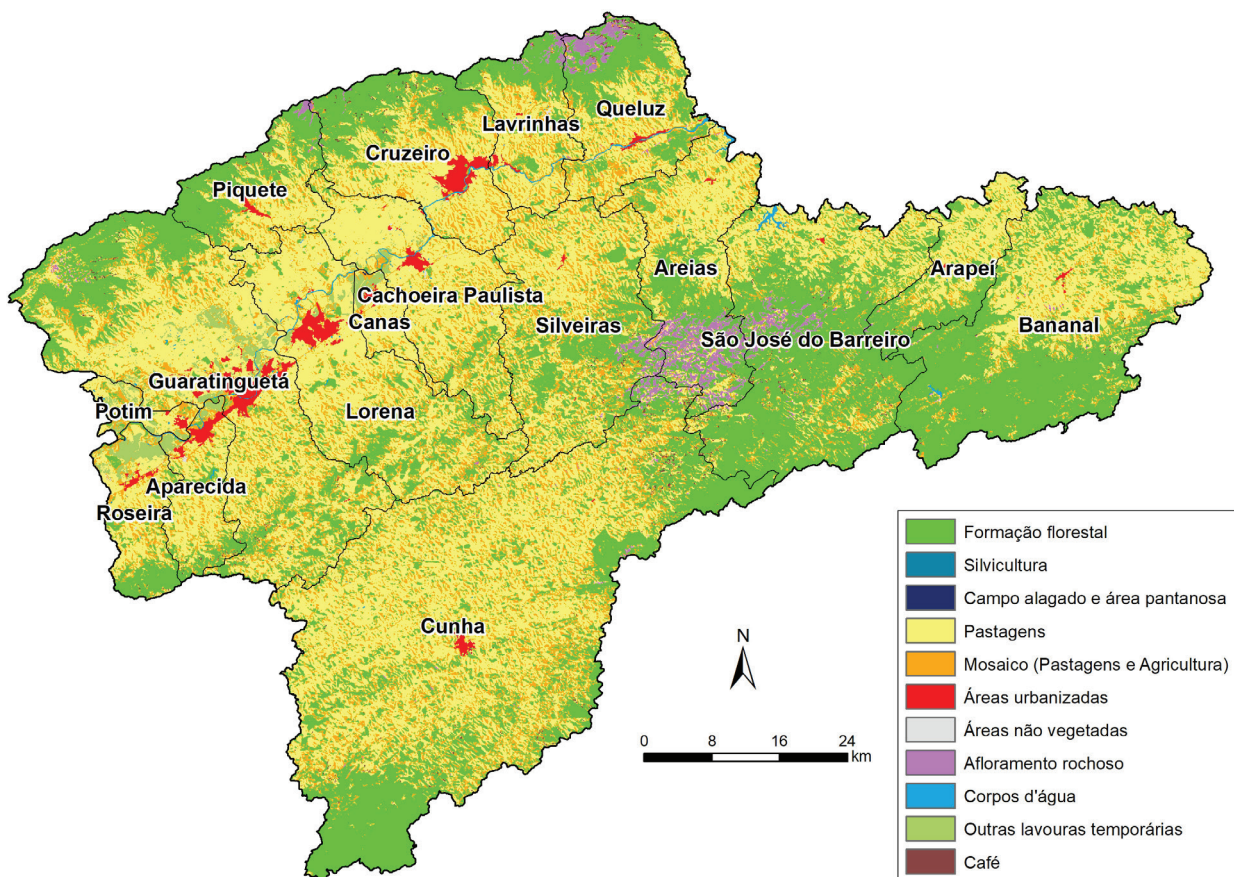 Queluz
Lavrinhas
Cruzeiro
Piquete
Areias
Arapeí
Cachoeira Paulista
Canas
Silveiras
São José do Barreiro
Bananal
Guaratinguetá
Potim
Lorena
Aparecida
Roseira
Cunha
N
0 8 16 24
km
Formação florestal
Silvicultura
Campo alagado e área pantanosa
Pastagens
Mosaico (Pastagens e Agricultura)
Áreas urbanizadas
Áreas não vegetadas
Afloramento rochoso
Corpos d'água
Outras lavouras temporárias
Café